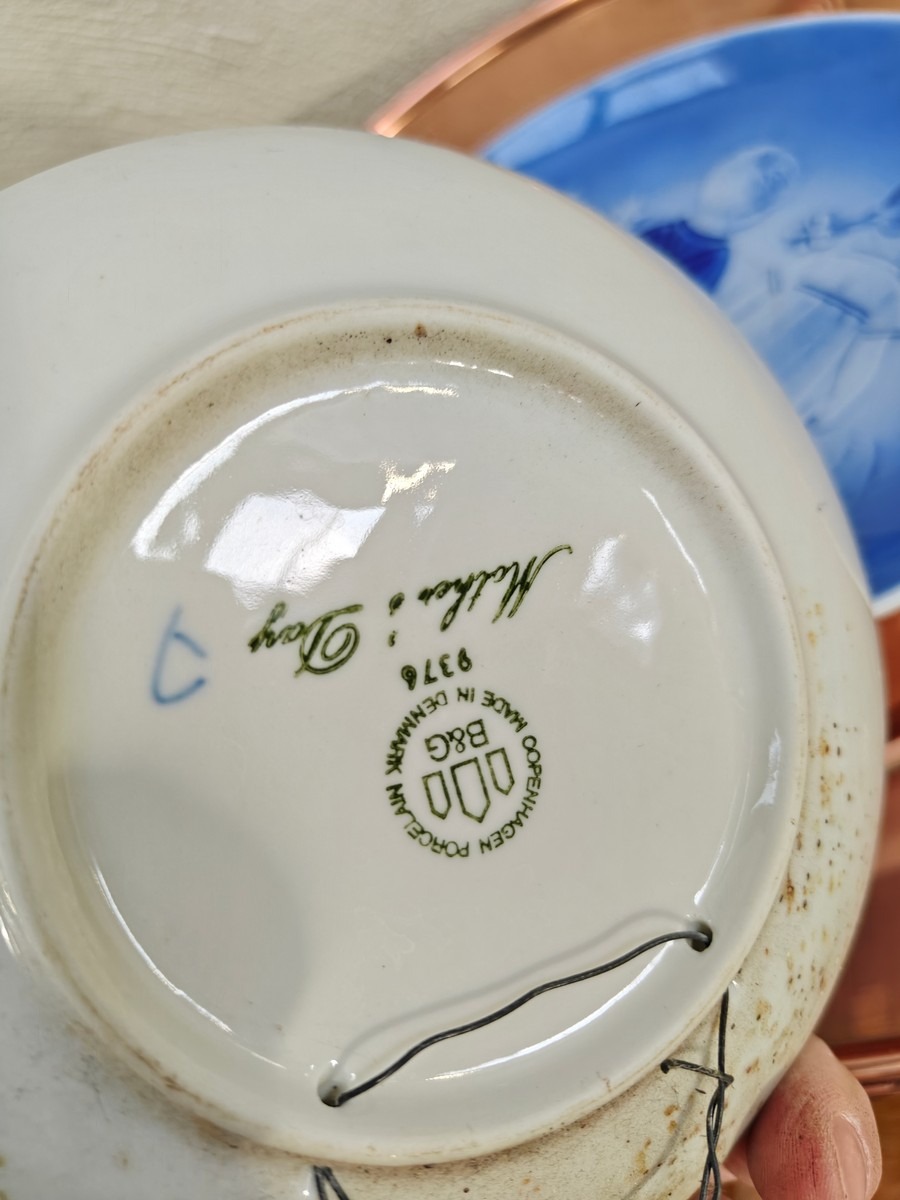 COPENHAGEN PORCELAIN
B&G
MADE IN DENMARK
9376
Mother's Day